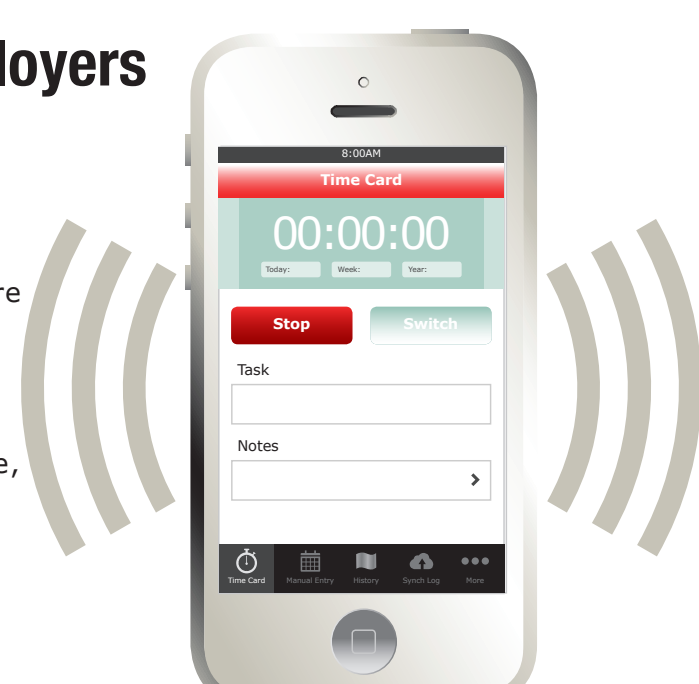 loyers
re
e,
8:00AM
Time Card
00:00:00
Today: Week: Year:
Stop Switch
Task
Notes
Time Card Manual Entry History Synch Log More